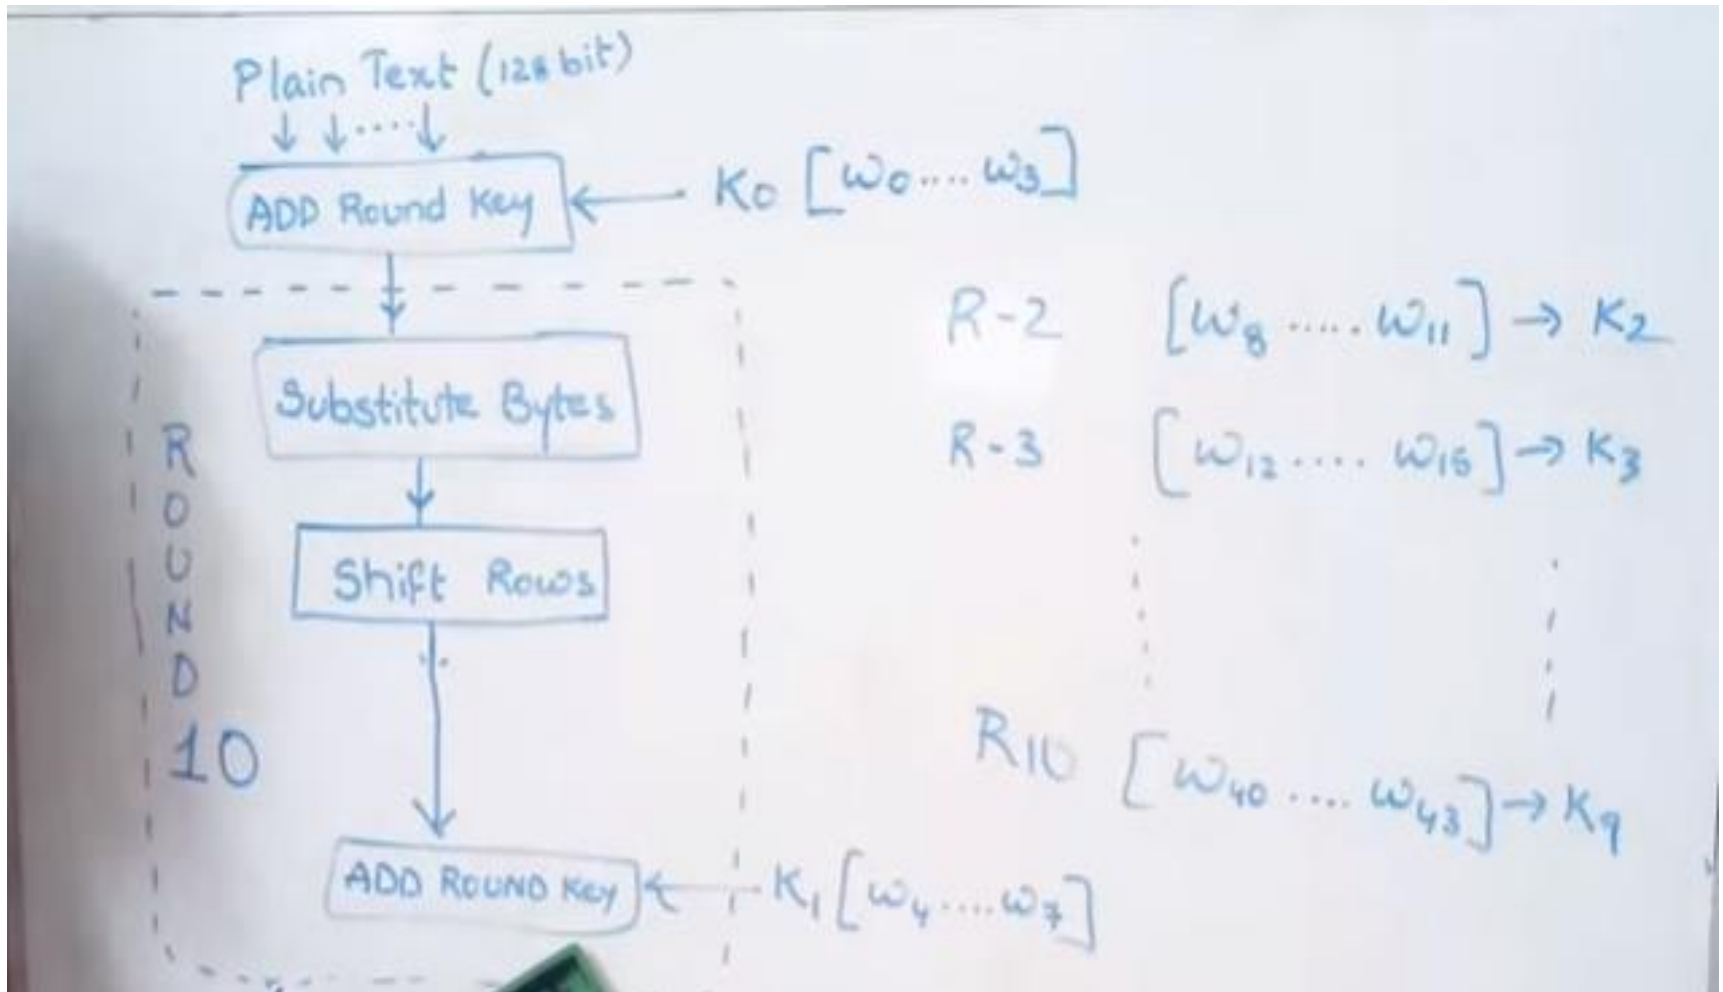 Plain Text (128 bit)
ADD Round Key
K0 [w0.... w3]
R-2 [w8 ..... w11] → K2
Substitute Bytes
R-3 [w12 .... w15] → K3
Shift Rows
ROUND
10
R10 [w40 .... w43] → K9
ADD ROUND KEY
K1 [w4 .... w7]